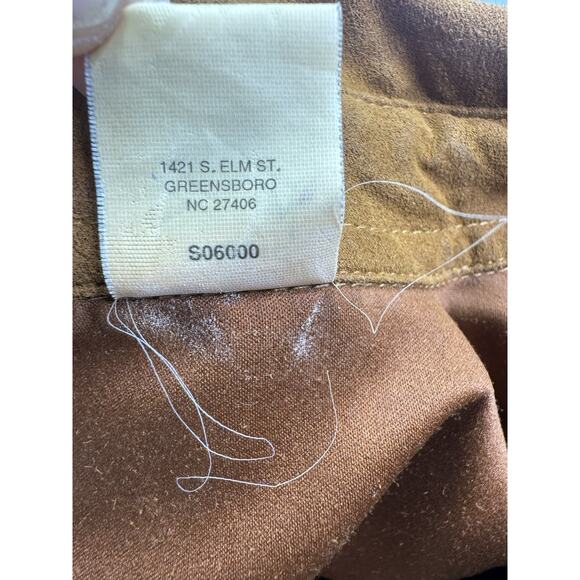 1421 S. ELM ST.
GREENSBORO
NC 27406
S06000